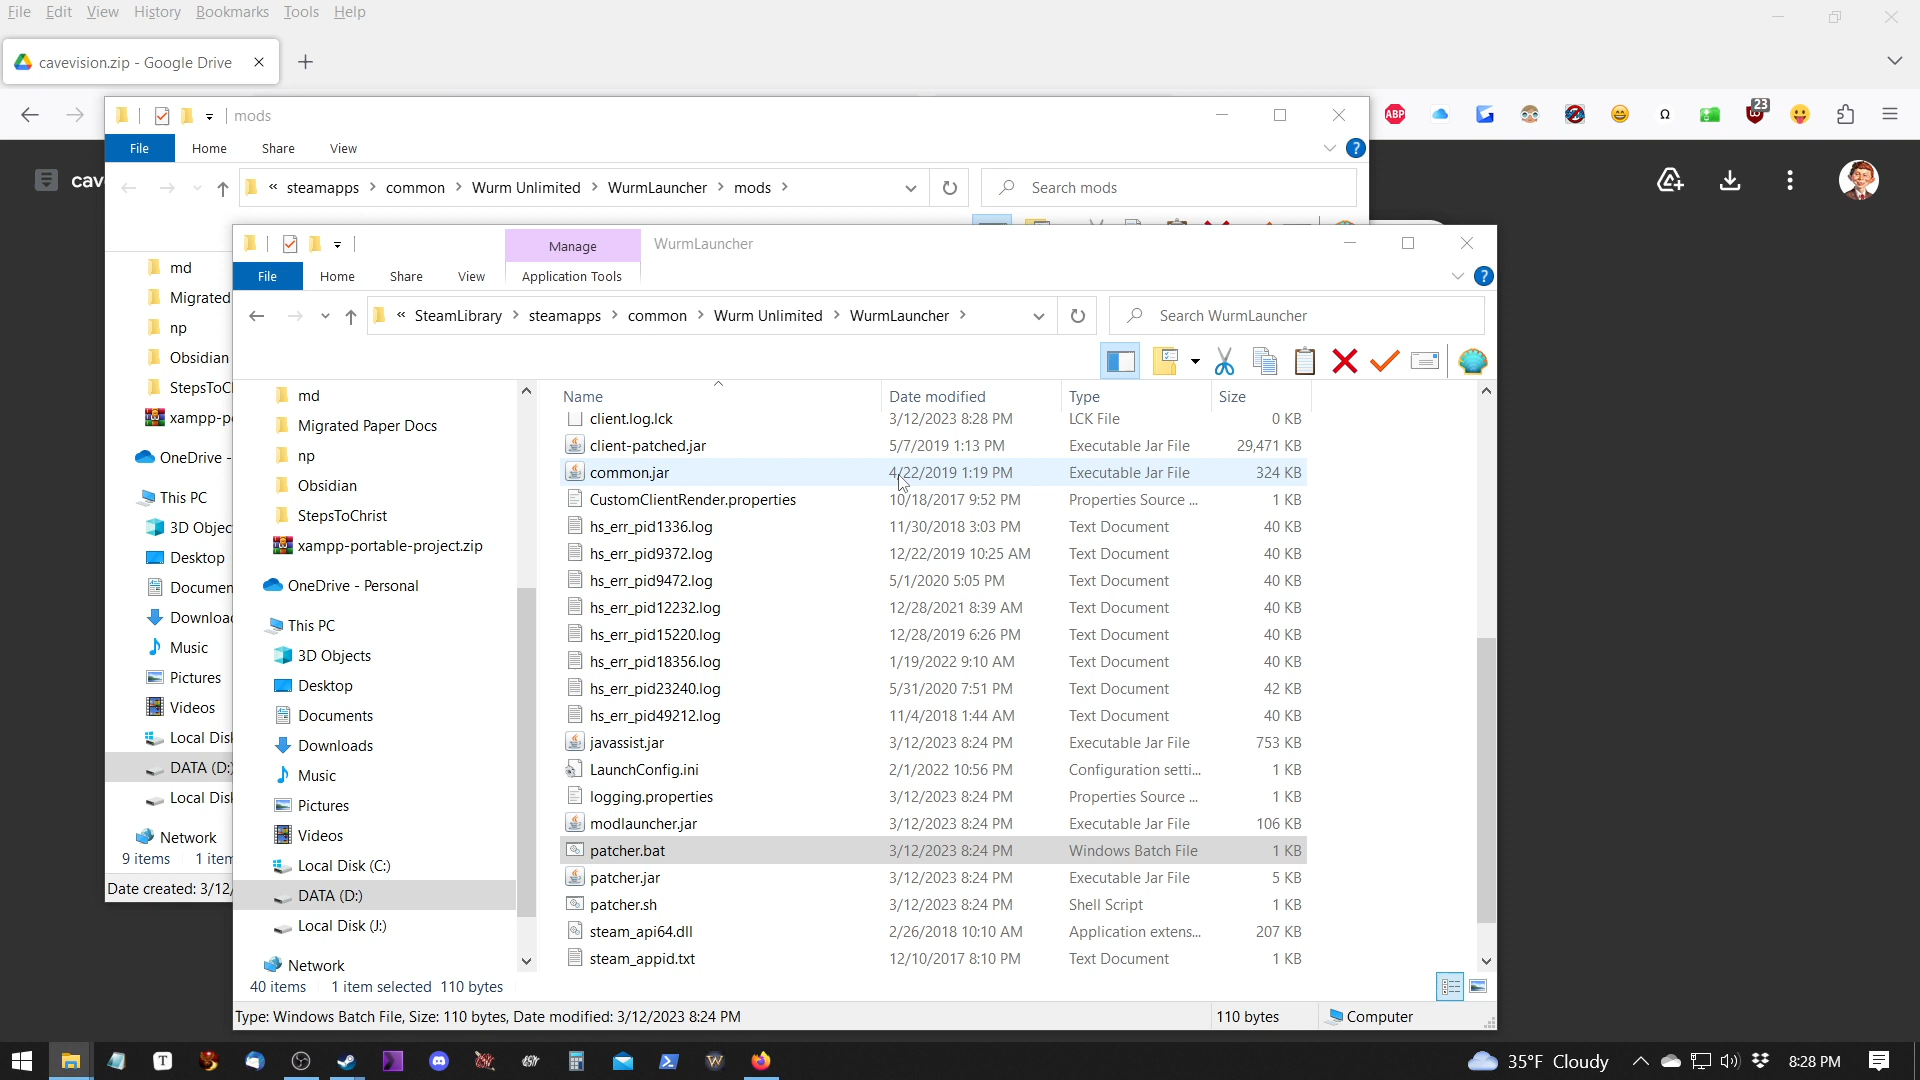 File Edit View History Bookmarks Tools Help
cavevision.zip - Google Drive
ABP
23
cav
mods
File Home Share View
« steamapps > common > Wurm Unlimited > WurmLauncher > mods >
Search mods
md
Migrated
np
Obsidian
StepsToC
xampp-p
OneDrive -
This PC
3D Objec
Desktop
Documen
Downloa
Music
Pictures
Videos
Local Disk
DATA (D:)
Local Disk
Network
9 items 1 item
Date created: 3/12/
Manage WurmLauncher
File Home Share View Application Tools
« SteamLibrary > steamapps > common > Wurm Unlimited > WurmLauncher >
Search WurmLauncher
md
Migrated Paper Docs
np
Obsidian
StepsToChrist
xampp-portable-project.zip
OneDrive - Personal
This PC
3D Objects
Desktop
Documents
Downloads
Music
Pictures
Videos
Local Disk (C:)
DATA (D:)
Local Disk (J:)
Network
Name Date modified Type Size
client.log.lck 3/12/2023 8:28 PM LCK File 0 KB
client-patched.jar 5/7/2019 1:13 PM Executable Jar File 29,471 KB
common.jar 4/22/2019 1:19 PM Executable Jar File 324 KB
CustomClientRender.properties 10/18/2017 9:52 PM Properties Source ... 1 KB
hs_err_pid1336.log 11/30/2018 3:03 PM Text Document 40 KB
hs_err_pid9372.log 12/22/2019 10:25 AM Text Document 40 KB
hs_err_pid9472.log 5/1/2020 5:05 PM Text Document 40 KB
hs_err_pid12232.log 12/28/2021 8:39 AM Text Document 40 KB
hs_err_pid15220.log 12/28/2019 6:26 PM Text Document 40 KB
hs_err_pid18356.log 1/19/2022 9:10 AM Text Document 40 KB
hs_err_pid23240.log 5/31/2020 7:51 PM Text Document 42 KB
hs_err_pid49212.log 11/4/2018 1:44 AM Text Document 40 KB
javassist.jar 3/12/2023 8:24 PM Executable Jar File 753 KB
LaunchConfig.ini 2/1/2022 10:56 PM Configuration setti... 1 KB
logging.properties 3/12/2023 8:24 PM Properties Source ... 1 KB
modlauncher.jar 3/12/2023 8:24 PM Executable Jar File 106 KB
patcher.bat 3/12/2023 8:24 PM Windows Batch File 1 KB
patcher.jar 3/12/2023 8:24 PM Executable Jar File 5 KB
patcher.sh 3/12/2023 8:24 PM Shell Script 1 KB
steam_api64.dll 2/26/2018 10:10 AM Application extens... 207 KB
steam_appid.txt 12/10/2017 8:10 PM Text Document 1 KB
40 items 1 item selected 110 bytes
Type: Windows Batch File, Size: 110 bytes, Date modified: 3/12/2023 8:24 PM 110 bytes Computer
35°F Cloudy 8:28 PM